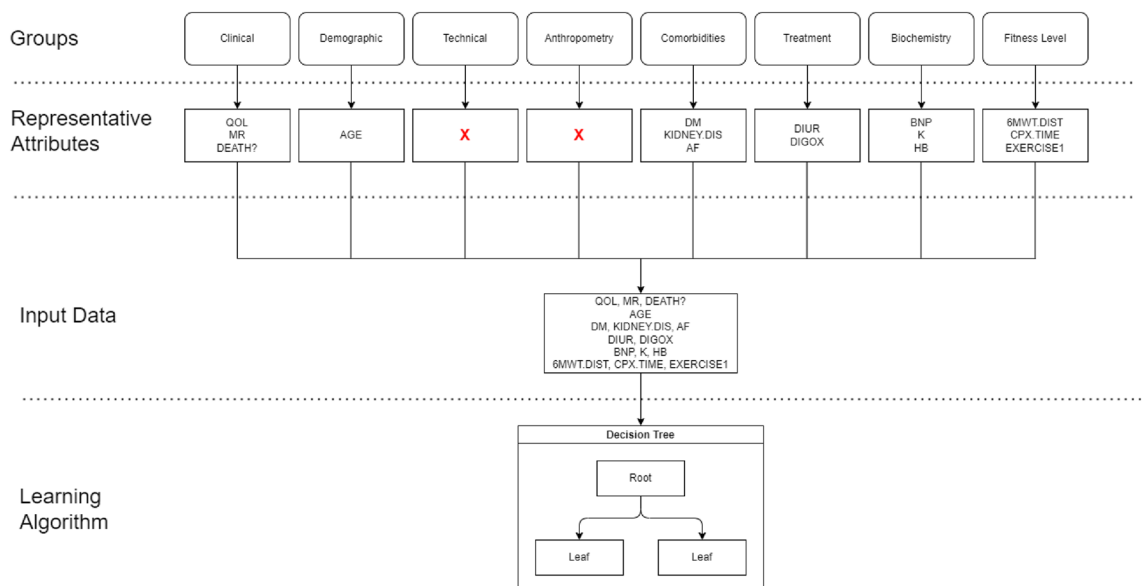 Groups
Clinical
Demographic
Technical
Anthropometry
Comorbidities
Treatment
Biochemistry
Fitness Level
Representative
Attributes
QOL
MR
DEATH?
AGE
X
X
DM
KIDNEY.DIS
AF
DIUR
DIGOX
BNP
K
HB
6MWT.DIST
CPX.TIME
EXERCISE1
Input Data
QOL, MR, DEATH?
AGE
DM, KIDNEY.DIS, AF
DIUR, DIGOX
BNP, K, HB
6MWT.DIST, CPX.TIME, EXERCISE1
Learning
Algorithm
Decision Tree
Root
Leaf
Leaf